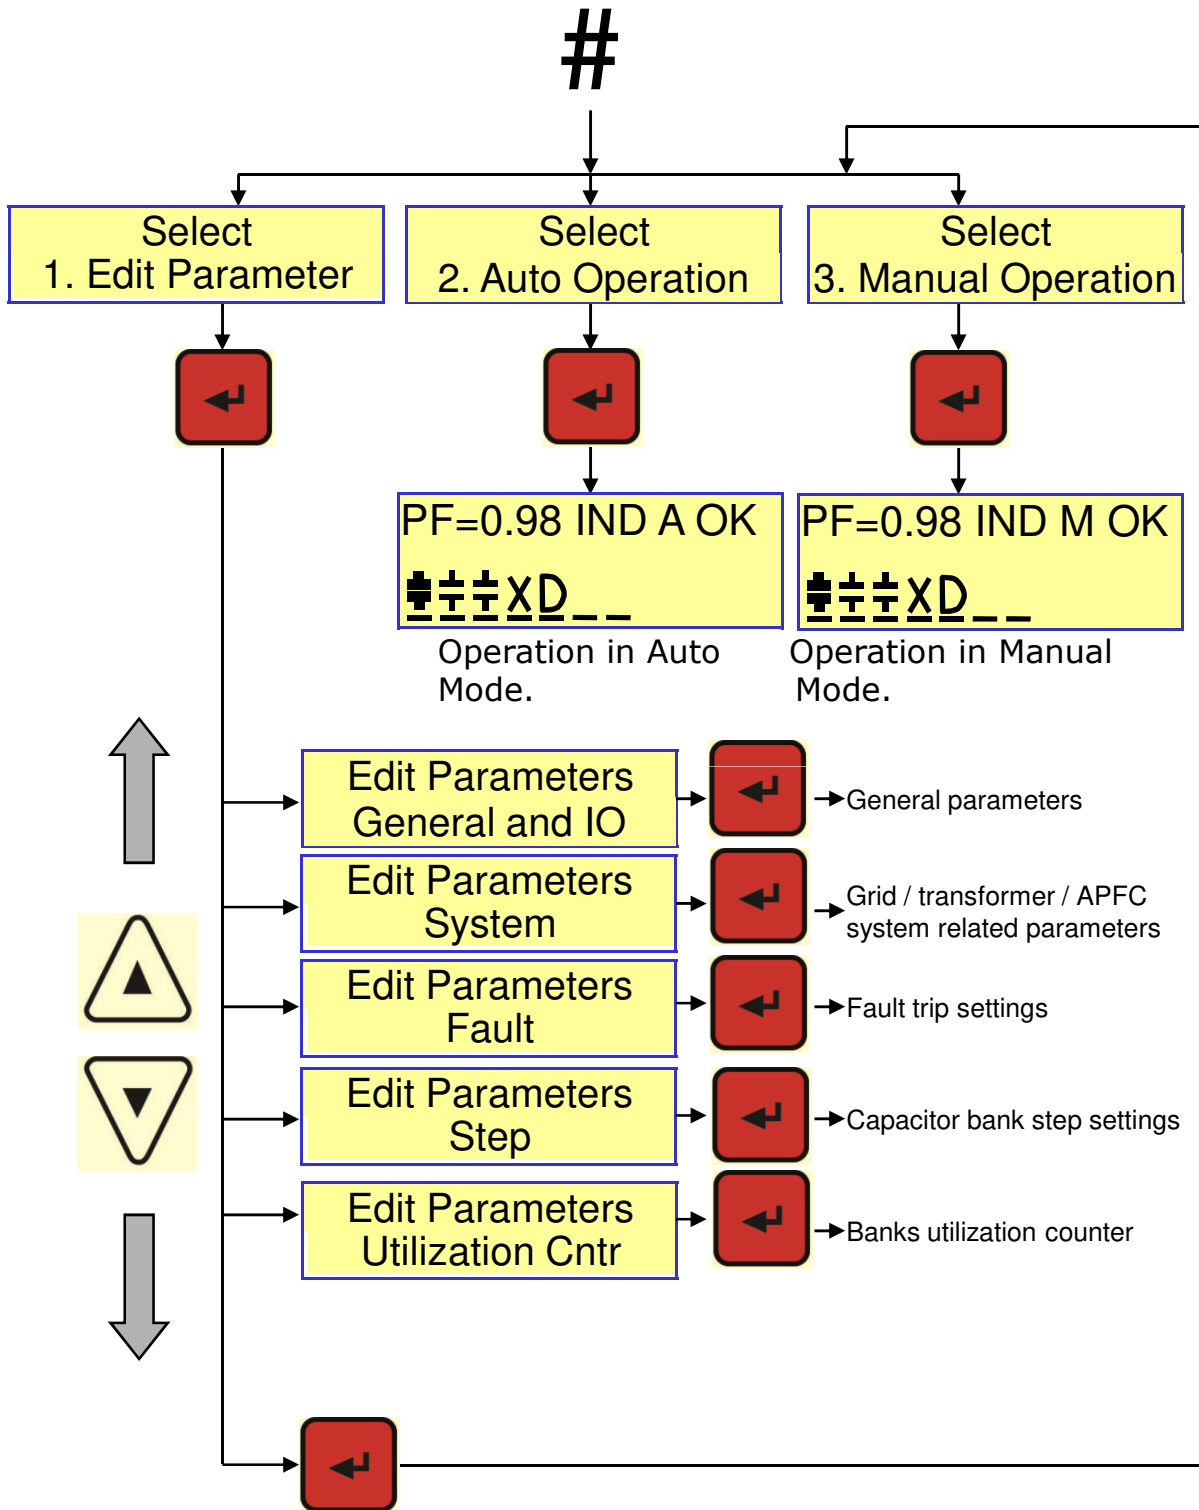 #
Select
1. Edit Parameter
Select
2. Auto Operation
Select
3. Manual Operation
PF=0.98 IND A OK
XD_ _
PF=0.98 IND M OK
XD_ _
Operation in Auto
Mode.
Operation in Manual
Mode.
Edit Parameters
General and IO
General parameters
Edit Parameters
System
Grid / transformer / APFC
system related parameters
Edit Parameters
Fault
Fault trip settings
Edit Parameters
Step
Capacitor bank step settings
Edit Parameters
Utilization Cntr
Banks utilization counter